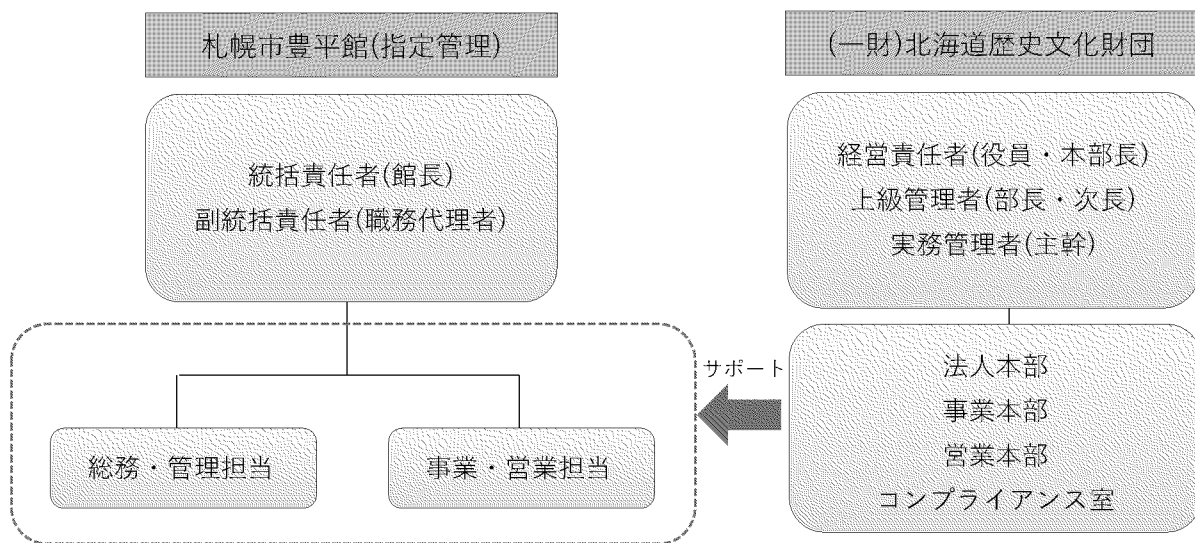 札幌市豊平館(指定管理)
統括責任者(館長)
副統括責任者(職務代理者)
総務・管理担当
事業・営業担当
サポート
(一財)北海道歴史文化財団
経営責任者(役員・本部長)
上級管理者(部長・次長)
実務管理者(主幹)
法人本部
事業本部
営業本部
コンプライアンス室